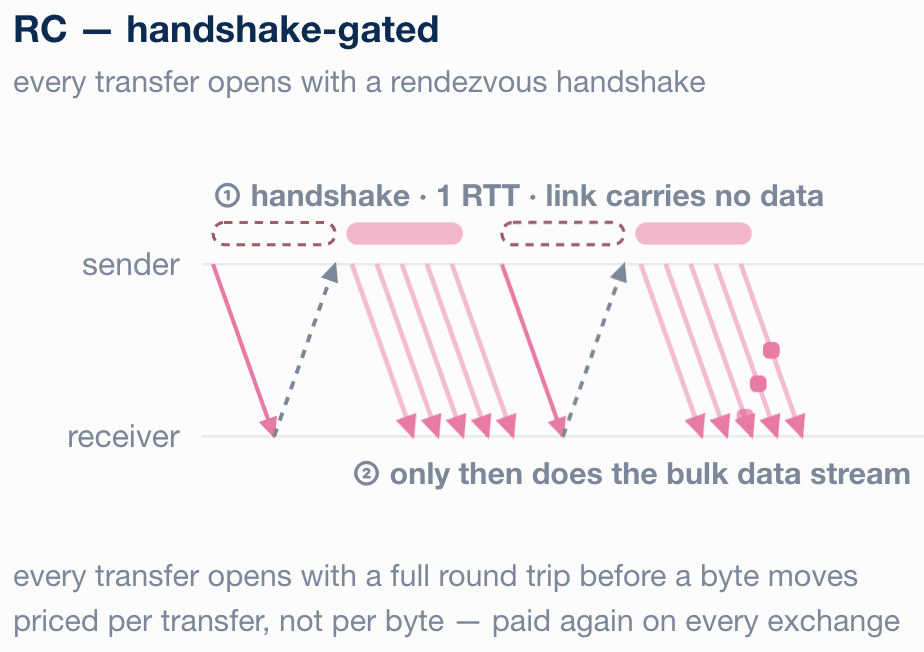 RC — handshake-gated
every transfer opens with a rendezvous handshake
① handshake · 1 RTT · link carries no data
sender
receiver
② only then does the bulk data stream
every transfer opens with a full round trip before a byte moves
priced per transfer, not per byte — paid again on every exchange